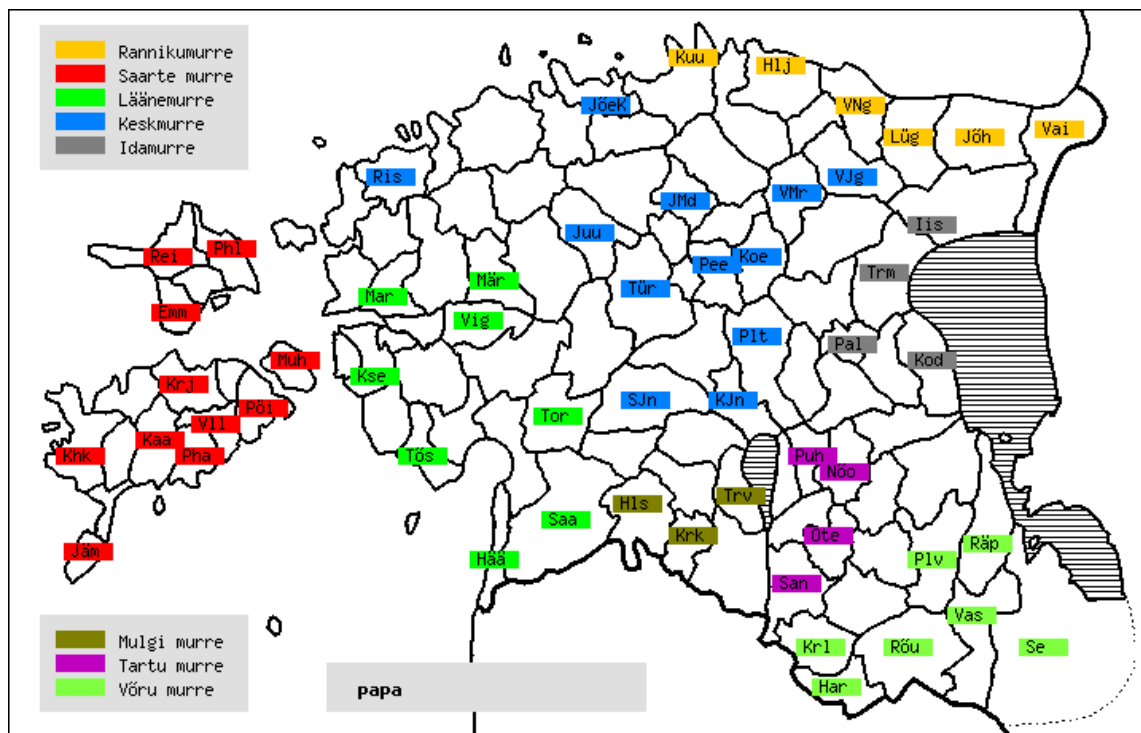 Rannikumurre
Saarte murre
Läänemurre
Keskmurre
Idamurre
Kuu
Hlj
JõeK
VNg
Lüg
Jõh
Vai
Ris
VMr
VJg
JMd
Iis
Juu
Rei
Phl
Pee
Koe
Trm
Mar
Mär
Tür
Emm
Vig
Plt
Pal
Kod
Muh
Krj
Kse
Pöi
SJn
KJn
Vll
Tor
Kaa
Khk
Pha
Tõs
Puh
Nõo
Trv
Hls
Saa
Krk
Ote
Räp
Jäm
Hää
Plv
San
Vas
Krl
Rõu
Se
Har
Mulgi murre
Tartu murre
Võru murre
papa